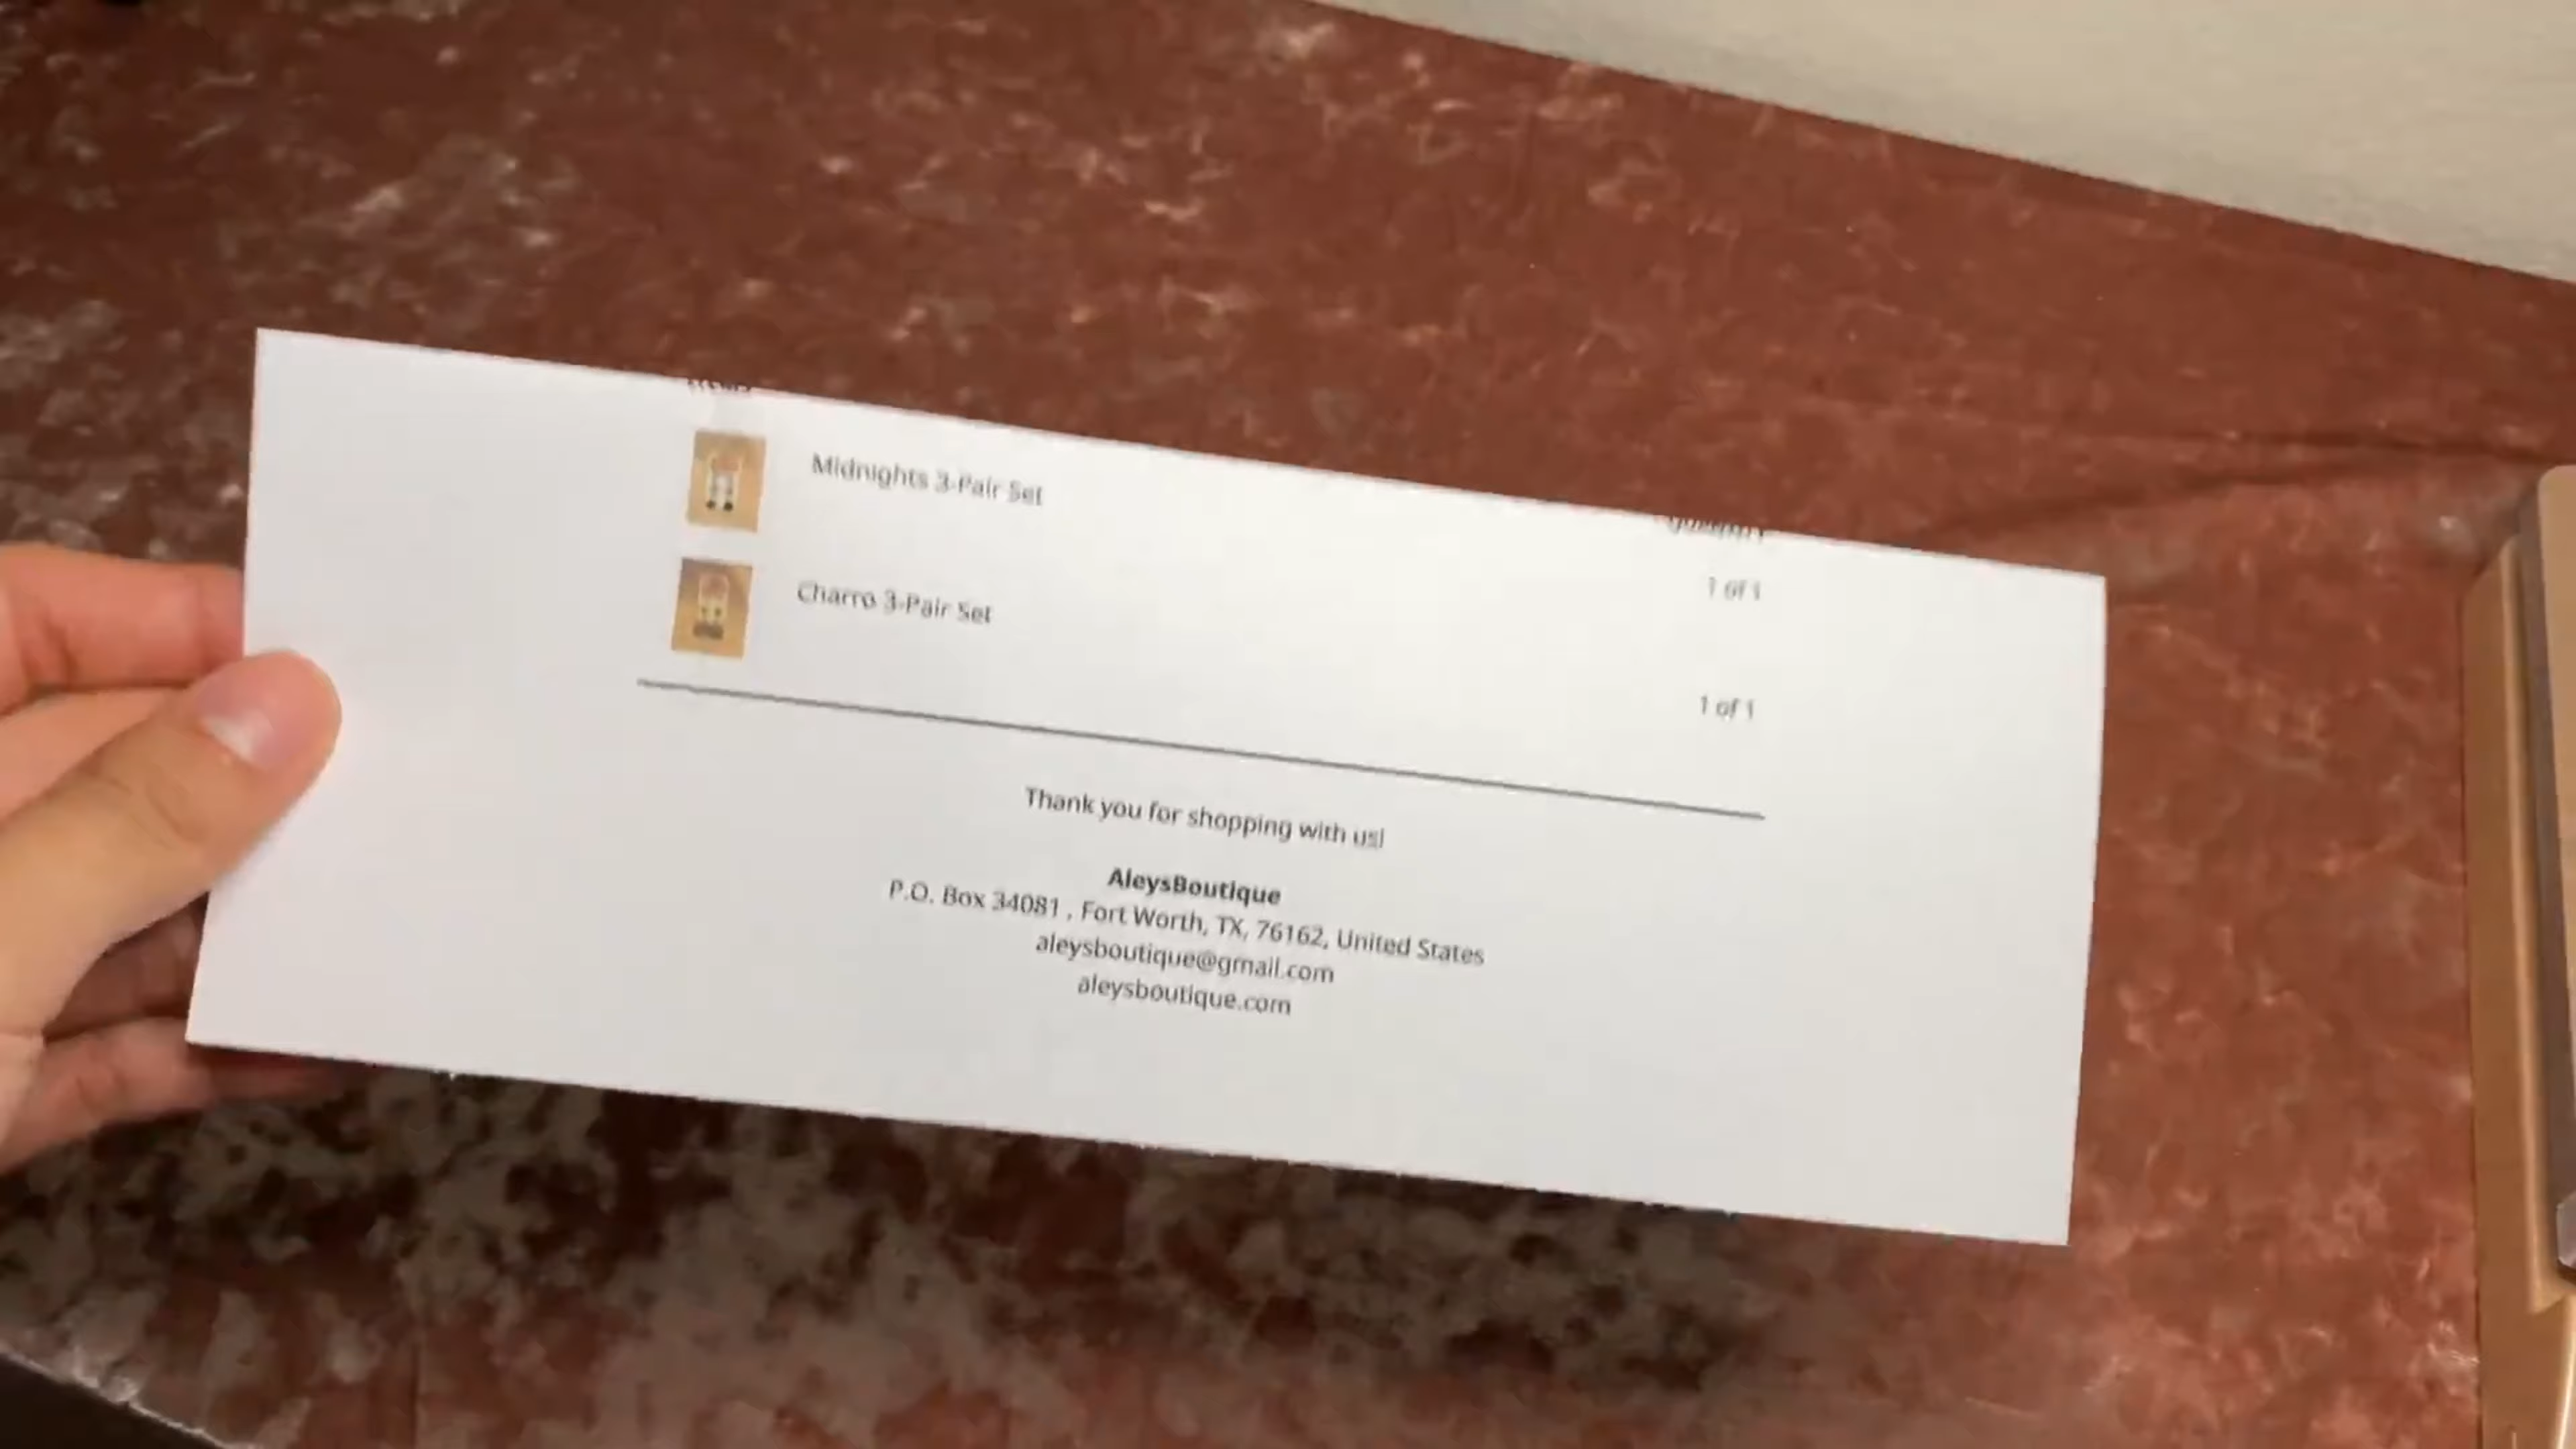 Midnights 3-Pair Set
1 of 1
Charro 3-Pair Set
1 of 1
Thank you for shopping with us!
AleysBoutique
P.O. Box 34081 , Fort Worth, TX, 76162, United States
aleysboutique@gmail.com
aleysboutique.com